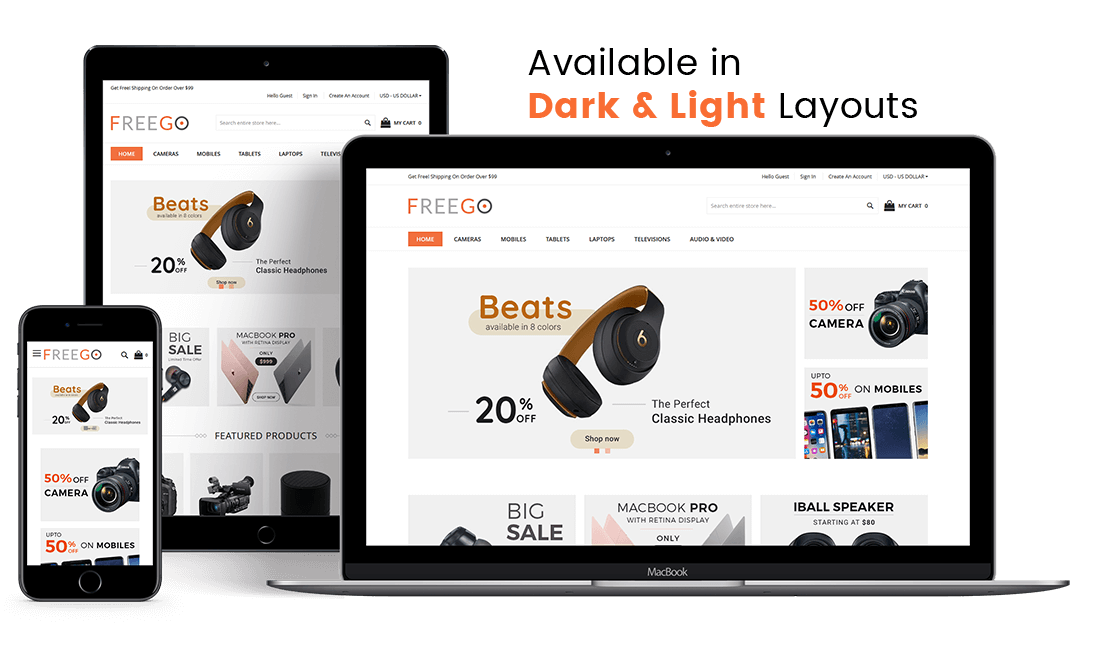 Available in
Dark & Light Layouts
Get Free! Shipping On Order Over $99
Hello Guest Sign In Create An Account USD - US DOLLAR
FREEGO
Search entire store here...
MY CART 0
HOME CAMERAS MOBILES TABLETS LAPTOPS TELEVIS
Beats
available in 8 colors
20% OFF
The Perfect
Classic Headphones
Shop now
BIG
SALE
Limited Time Offer
MACBOOK PRO
WITH RETINA DISPLAY
ONLY
$999
SHOP NOW
FEATURED PRODUCTS
Get Free! Shipping On Order Over $99
Hello Guest Sign In Create An Account USD - US DOLLAR
FREEGO
Search entire store here...
MY CART 0
HOME CAMERAS MOBILES TABLETS LAPTOPS TELEVISIONS AUDIO & VIDEO
Beats
available in 8 colors
20% OFF
The Perfect
Classic Headphones
Shop now
50% OFF
CAMERA
UPTO
50% OFF ON MOBILES
BIG
SALE
MACBOOK PRO
WITH RETINA DISPLAY
ONLY
IBALL SPEAKER
STARTING AT $80
MacBook
FREEGO
0
Beats
20% OFF
The Perfect
Classic Headphones
50% OFF
CAMERA
UPTO
50% OFF ON MOBILES